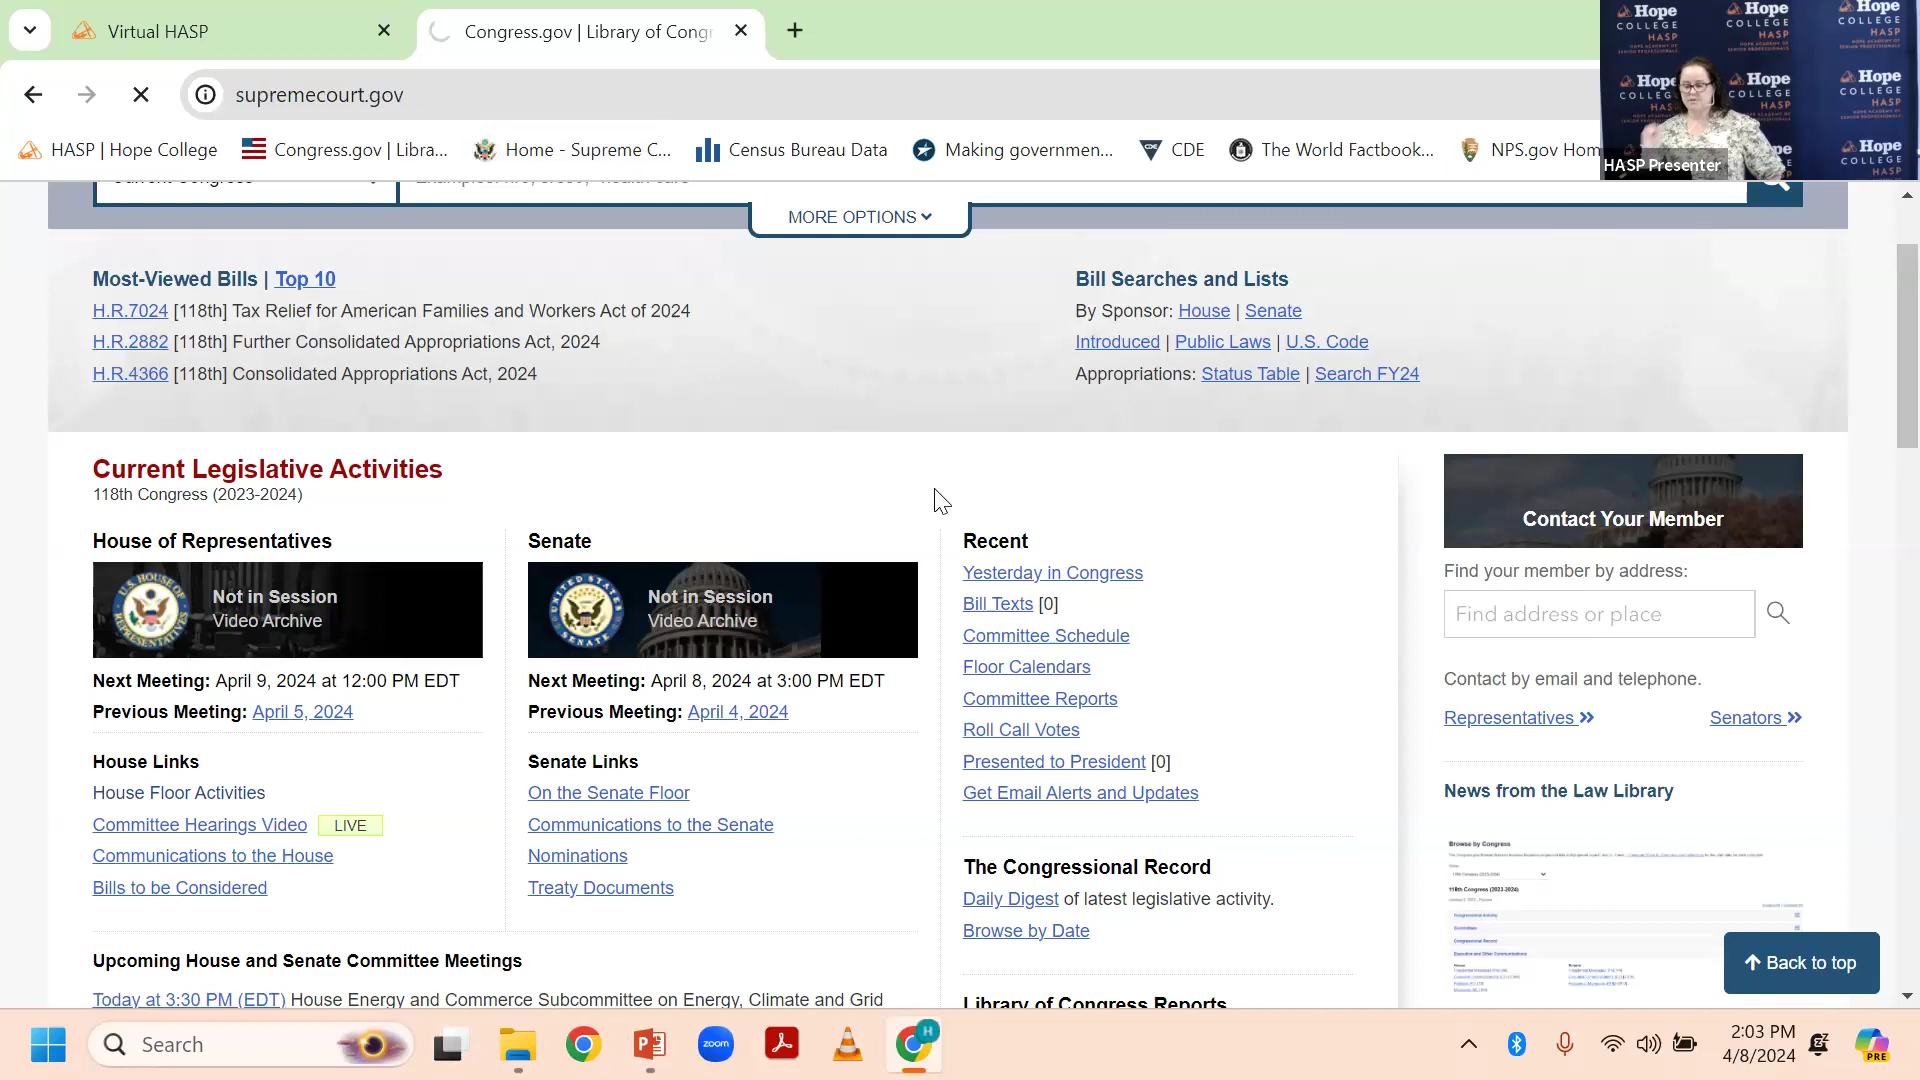 Virtual HASP
Congress.gov | Library of Congr
supremecourt.gov
HASP | Hope College
Congress.gov | Libra...
Home - Supreme C...
Census Bureau Data
Making governmen...
CDE
The World Factbook...
NPS.gov Hom
Hope
COLLEGE
HASP
HASP Presenter
MORE OPTIONS
Most-Viewed Bills | Top 10
H.R.7024 [118th] Tax Relief for American Families and Workers Act of 2024
H.R.2882 [118th] Further Consolidated Appropriations Act, 2024
H.R.4366 [118th] Consolidated Appropriations Act, 2024
Bill Searches and Lists
By Sponsor: House | Senate
Introduced | Public Laws | U.S. Code
Appropriations: Status Table | Search FY24
Current Legislative Activities
118th Congress (2023-2024)
House of Representatives
Not in Session
Video Archive
Next Meeting: April 9, 2024 at 12:00 PM EDT
Previous Meeting: April 5, 2024
House Links
House Floor Activities
Committee Hearings Video LIVE
Communications to the House
Bills to be Considered
Senate
Not in Session
Video Archive
Next Meeting: April 8, 2024 at 3:00 PM EDT
Previous Meeting: April 4, 2024
Senate Links
On the Senate Floor
Communications to the Senate
Nominations
Treaty Documents
Upcoming House and Senate Committee Meetings
Today at 3:30 PM (EDT) House Energy and Commerce Subcommittee on Energy, Climate and Grid
Recent
Yesterday in Congress
Bill Texts [0]
Committee Schedule
Floor Calendars
Committee Reports
Roll Call Votes
Presented to President [0]
Get Email Alerts and Updates
The Congressional Record
Daily Digest of latest legislative activity.
Browse by Date
Library of Congress Reports
Contact Your Member
Find your member by address:
Find address or place
Contact by email and telephone.
Representatives
Senators
News from the Law Library
Browse by Congress
118th Congress (2023-2024)
Back to top
Search
zoom
H
PRE
2:03 PM
4/8/2024